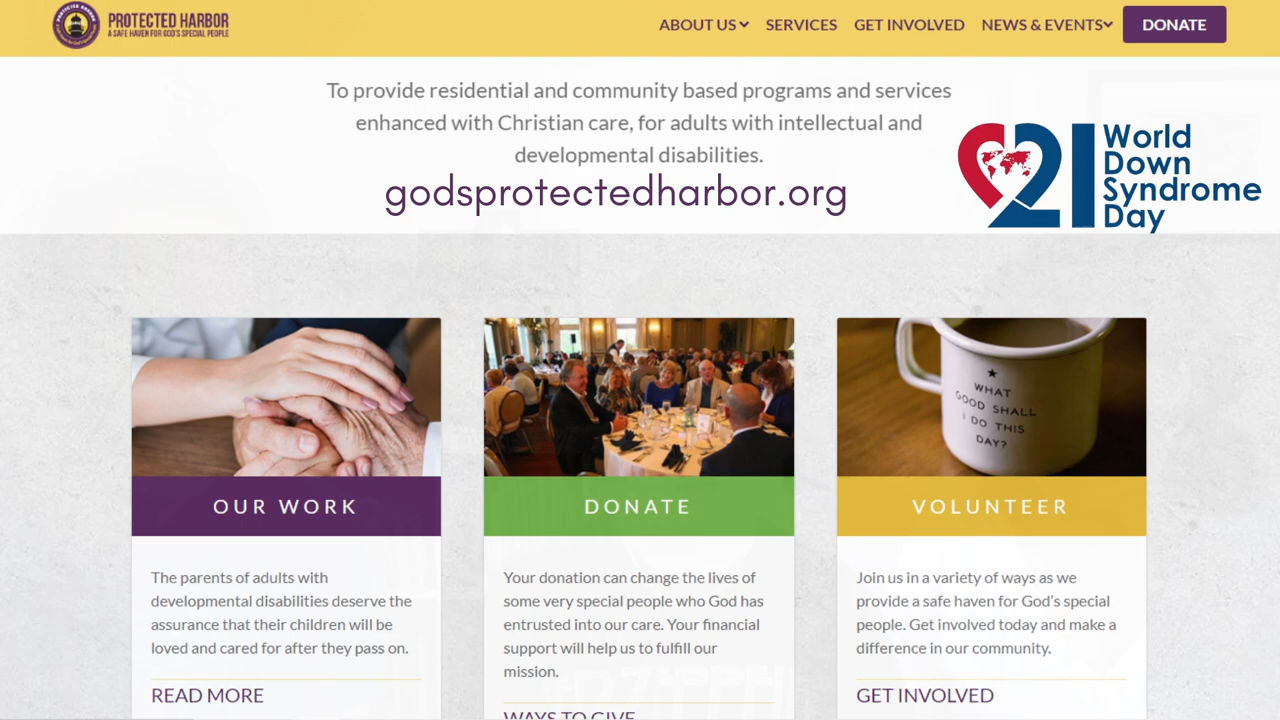 PROTECTED HARBOR
A SAFE HAVEN FOR GOD'S SPECIAL PEOPLE
ABOUT US
SERVICES
GET INVOLVED
NEWS & EVENTS
DONATE
To provide residential and community based programs and services
enhanced with Christian care, for adults with intellectual and
developmental disabilities.
godsprotectedharbor.org
21
World
Down
Syndrome
Day
WHAT
GOOD SHALL
I DO THIS
DAY?
OUR WORK
The parents of adults with
developmental disabilities deserve the
assurance that their children will be
loved and cared for after they pass on.
READ MORE
DONATE
Your donation can change the lives of
some very special people who God has
entrusted into our care. Your financial
support will help us to fulfill our
mission.
WAYS TO GIVE
VOLUNTEER
Join us in a variety of ways as we
provide a safe haven for God's special
people. Get involved today and make a
difference in our community.
GET INVOLVED